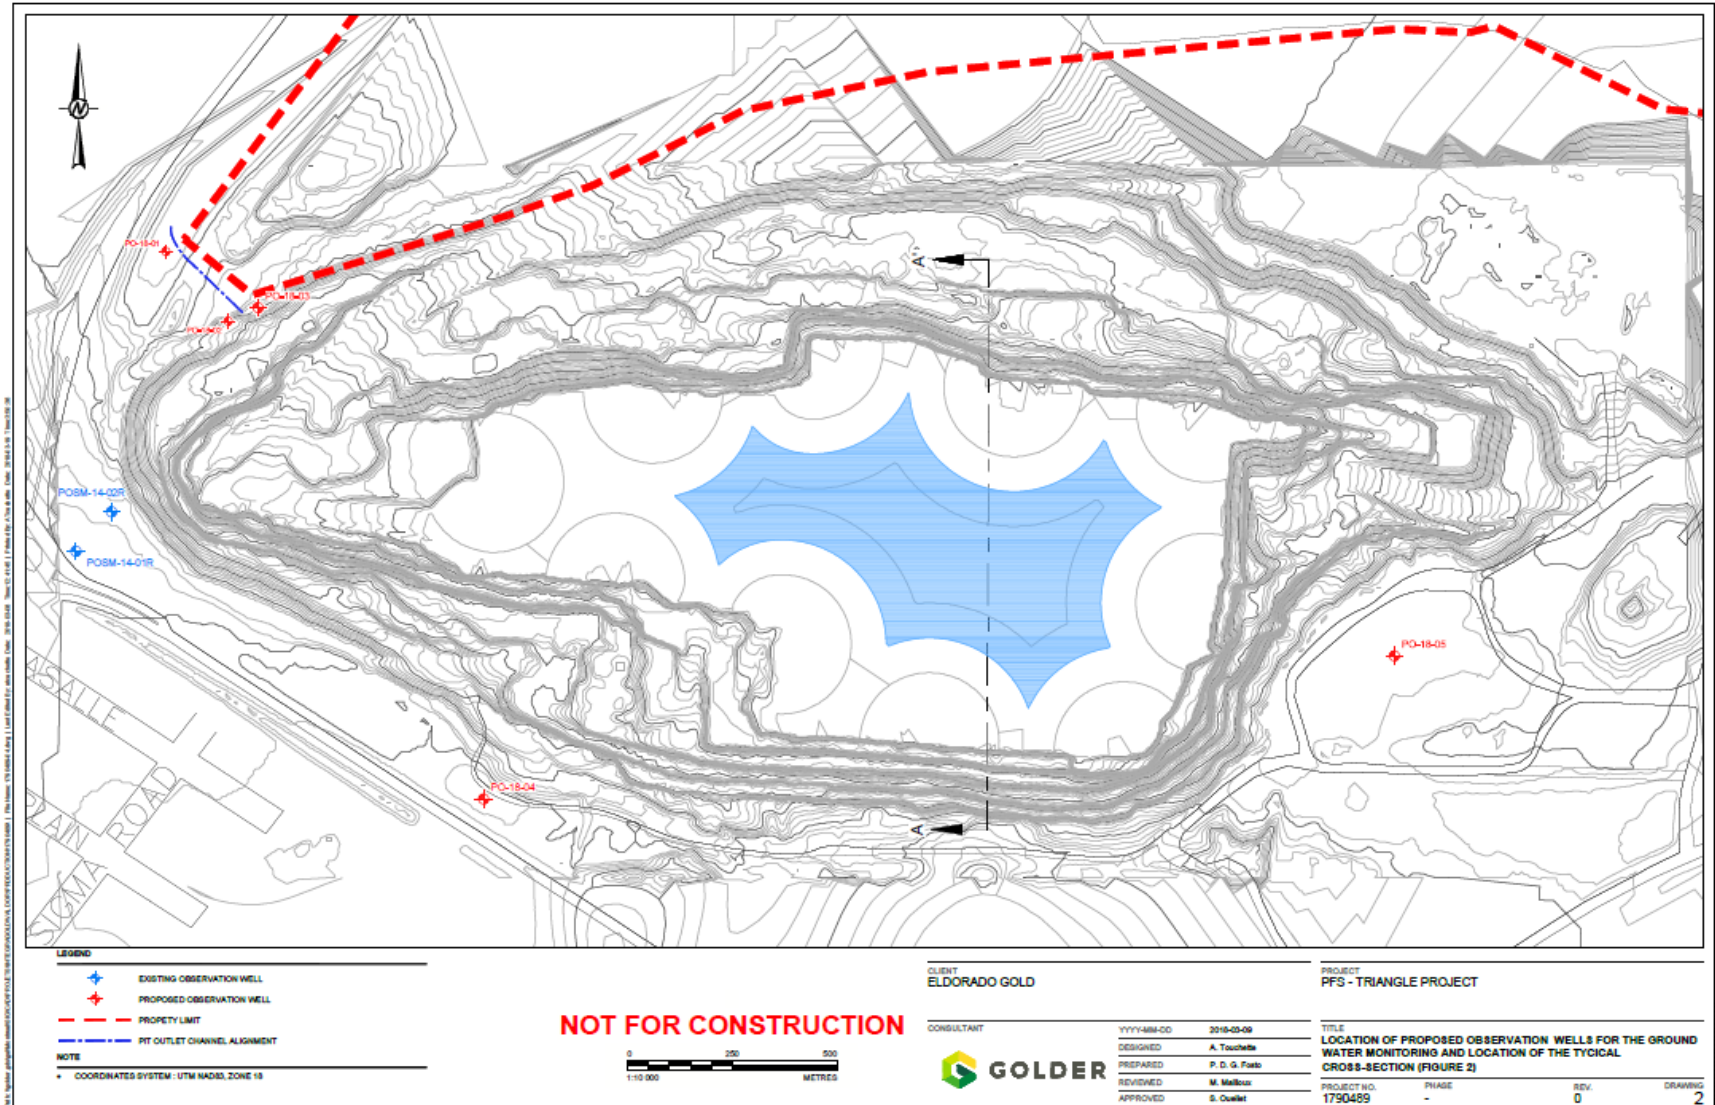 N
PO-18-01
PO-18-03
PO-18-02
A'
POSM-14-02R
POSM-14-01R
PO-18-05
PO-18-04
A
SIGMA ROAD
LEGEND
EXISTING OBSERVATION WELL
PROPOSED OBSERVATION WELL
PROPETY LIMIT
PIT OUTLET CHANNEL ALIGNMENT
NOTE
COORDINATES SYSTEM : UTM NAD83, ZONE 18
NOT FOR CONSTRUCTION
0 250 500
1:10 000 METRES
CLIENT
ELDORADO GOLD
CONSULTANT
GOLDER
YYYY-MM-DD 2018-03-09
DESIGNED A. Touchette
PREPARED
REVIEWED M. Mailloux
APPROVED S. Ouellet
PROJECT
PFS - TRIANGLE PROJECT
TITLE
LOCATION OF PROPOSED OBSERVATION WELLS FOR THE GROUND
WATER MONITORING AND LOCATION OF THE TYCICAL
CROSS-SECTION (FIGURE 2)
PROJECT NO. PHASE REV. DRAWING
1790489 - 0 2